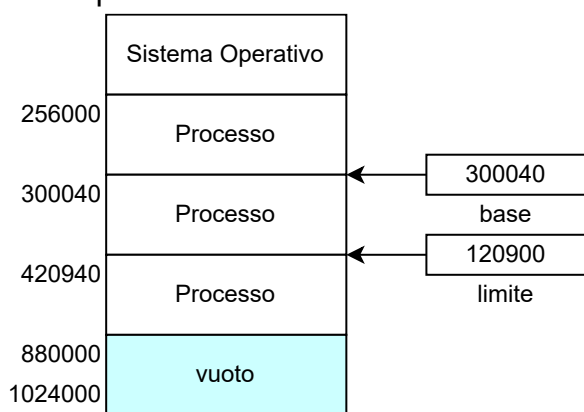 Sistema Operativo
256000
Processo
300040
300040
Processo
base
120900
420940
Processo
limite
880000
vuoto
1024000